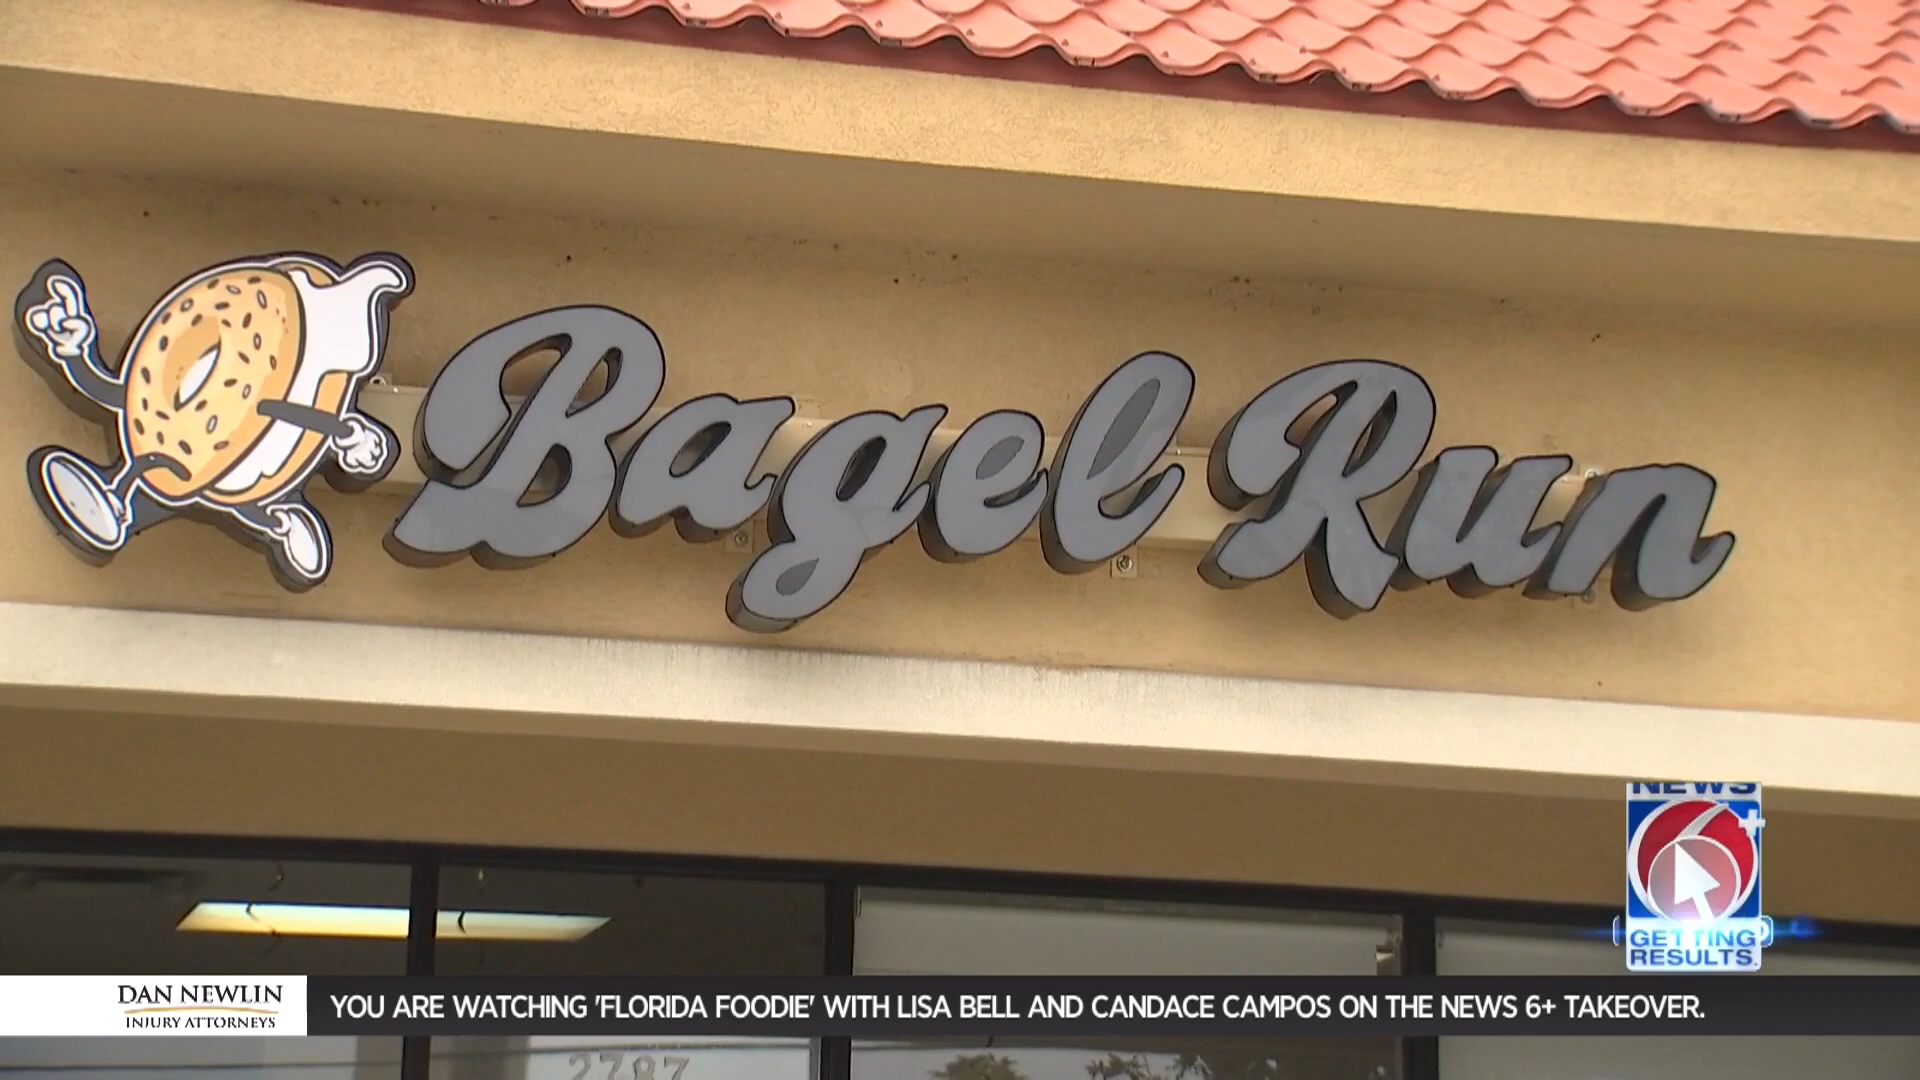 Bagel Run
NEWS
6+
GETTING
RESULTS.
DAN NEWLIN
INJURY ATTORNEYS
YOU ARE WATCHING 'FLORIDA FOODIE' WITH LISA BELL AND CANDACE CAMPOS ON THE NEWS 6+ TAKEOVER.
2787